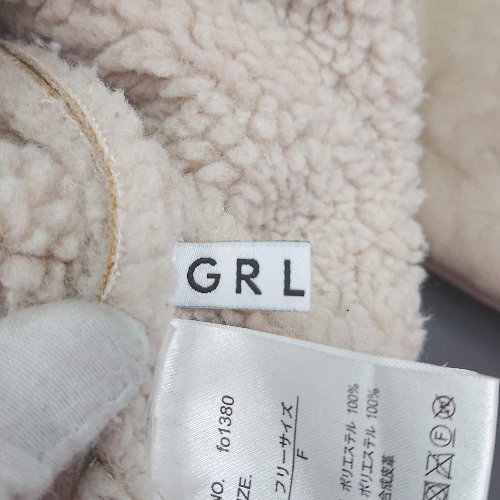 GRL
NO. fo1380
SIZE. フリーサイズ
F
ポリエステル 100%
ポリエステル 100%
合成皮革